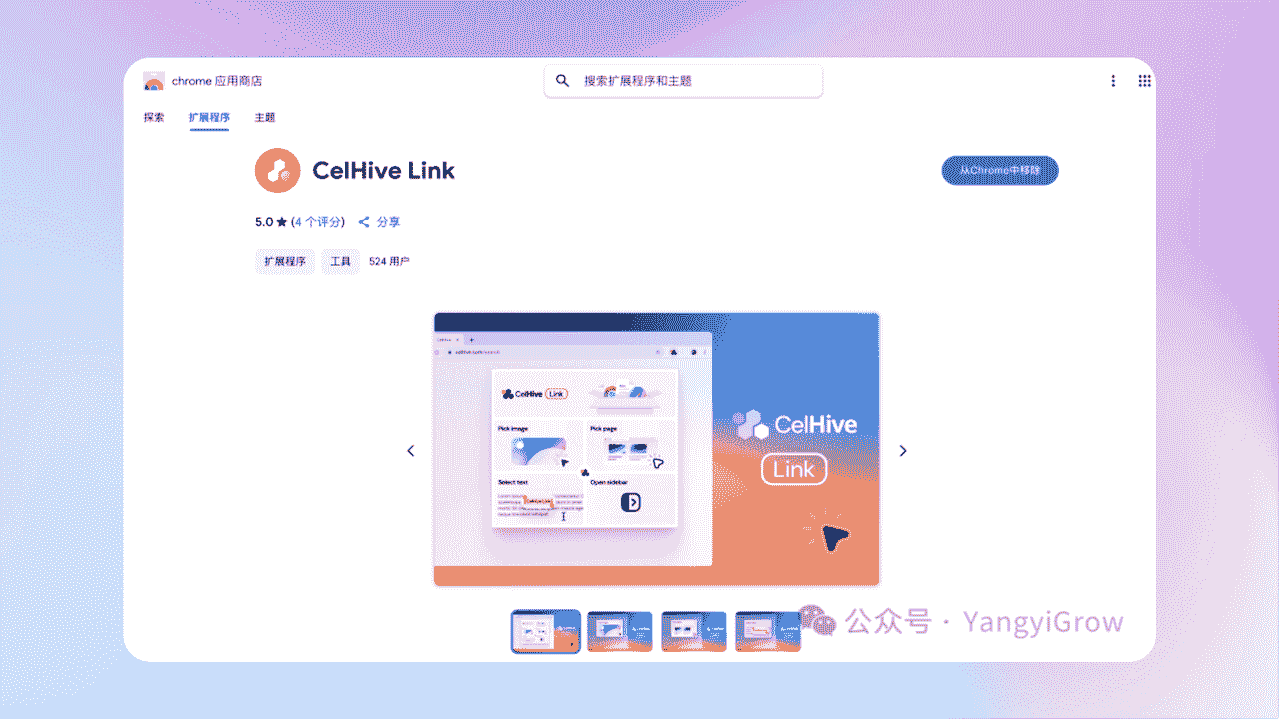 chrome 应用商店
搜索扩展程序和主题
探索 扩展程序 主题
CelHive Link
从Chrome中移除
5.0 ★ (4 个评分) 分享
扩展程序 工具 524 用户
CelHive Link
Pick image
Pick page
Select text
Open sidebar
CelHive
Link
公众号 · YangyiGrow